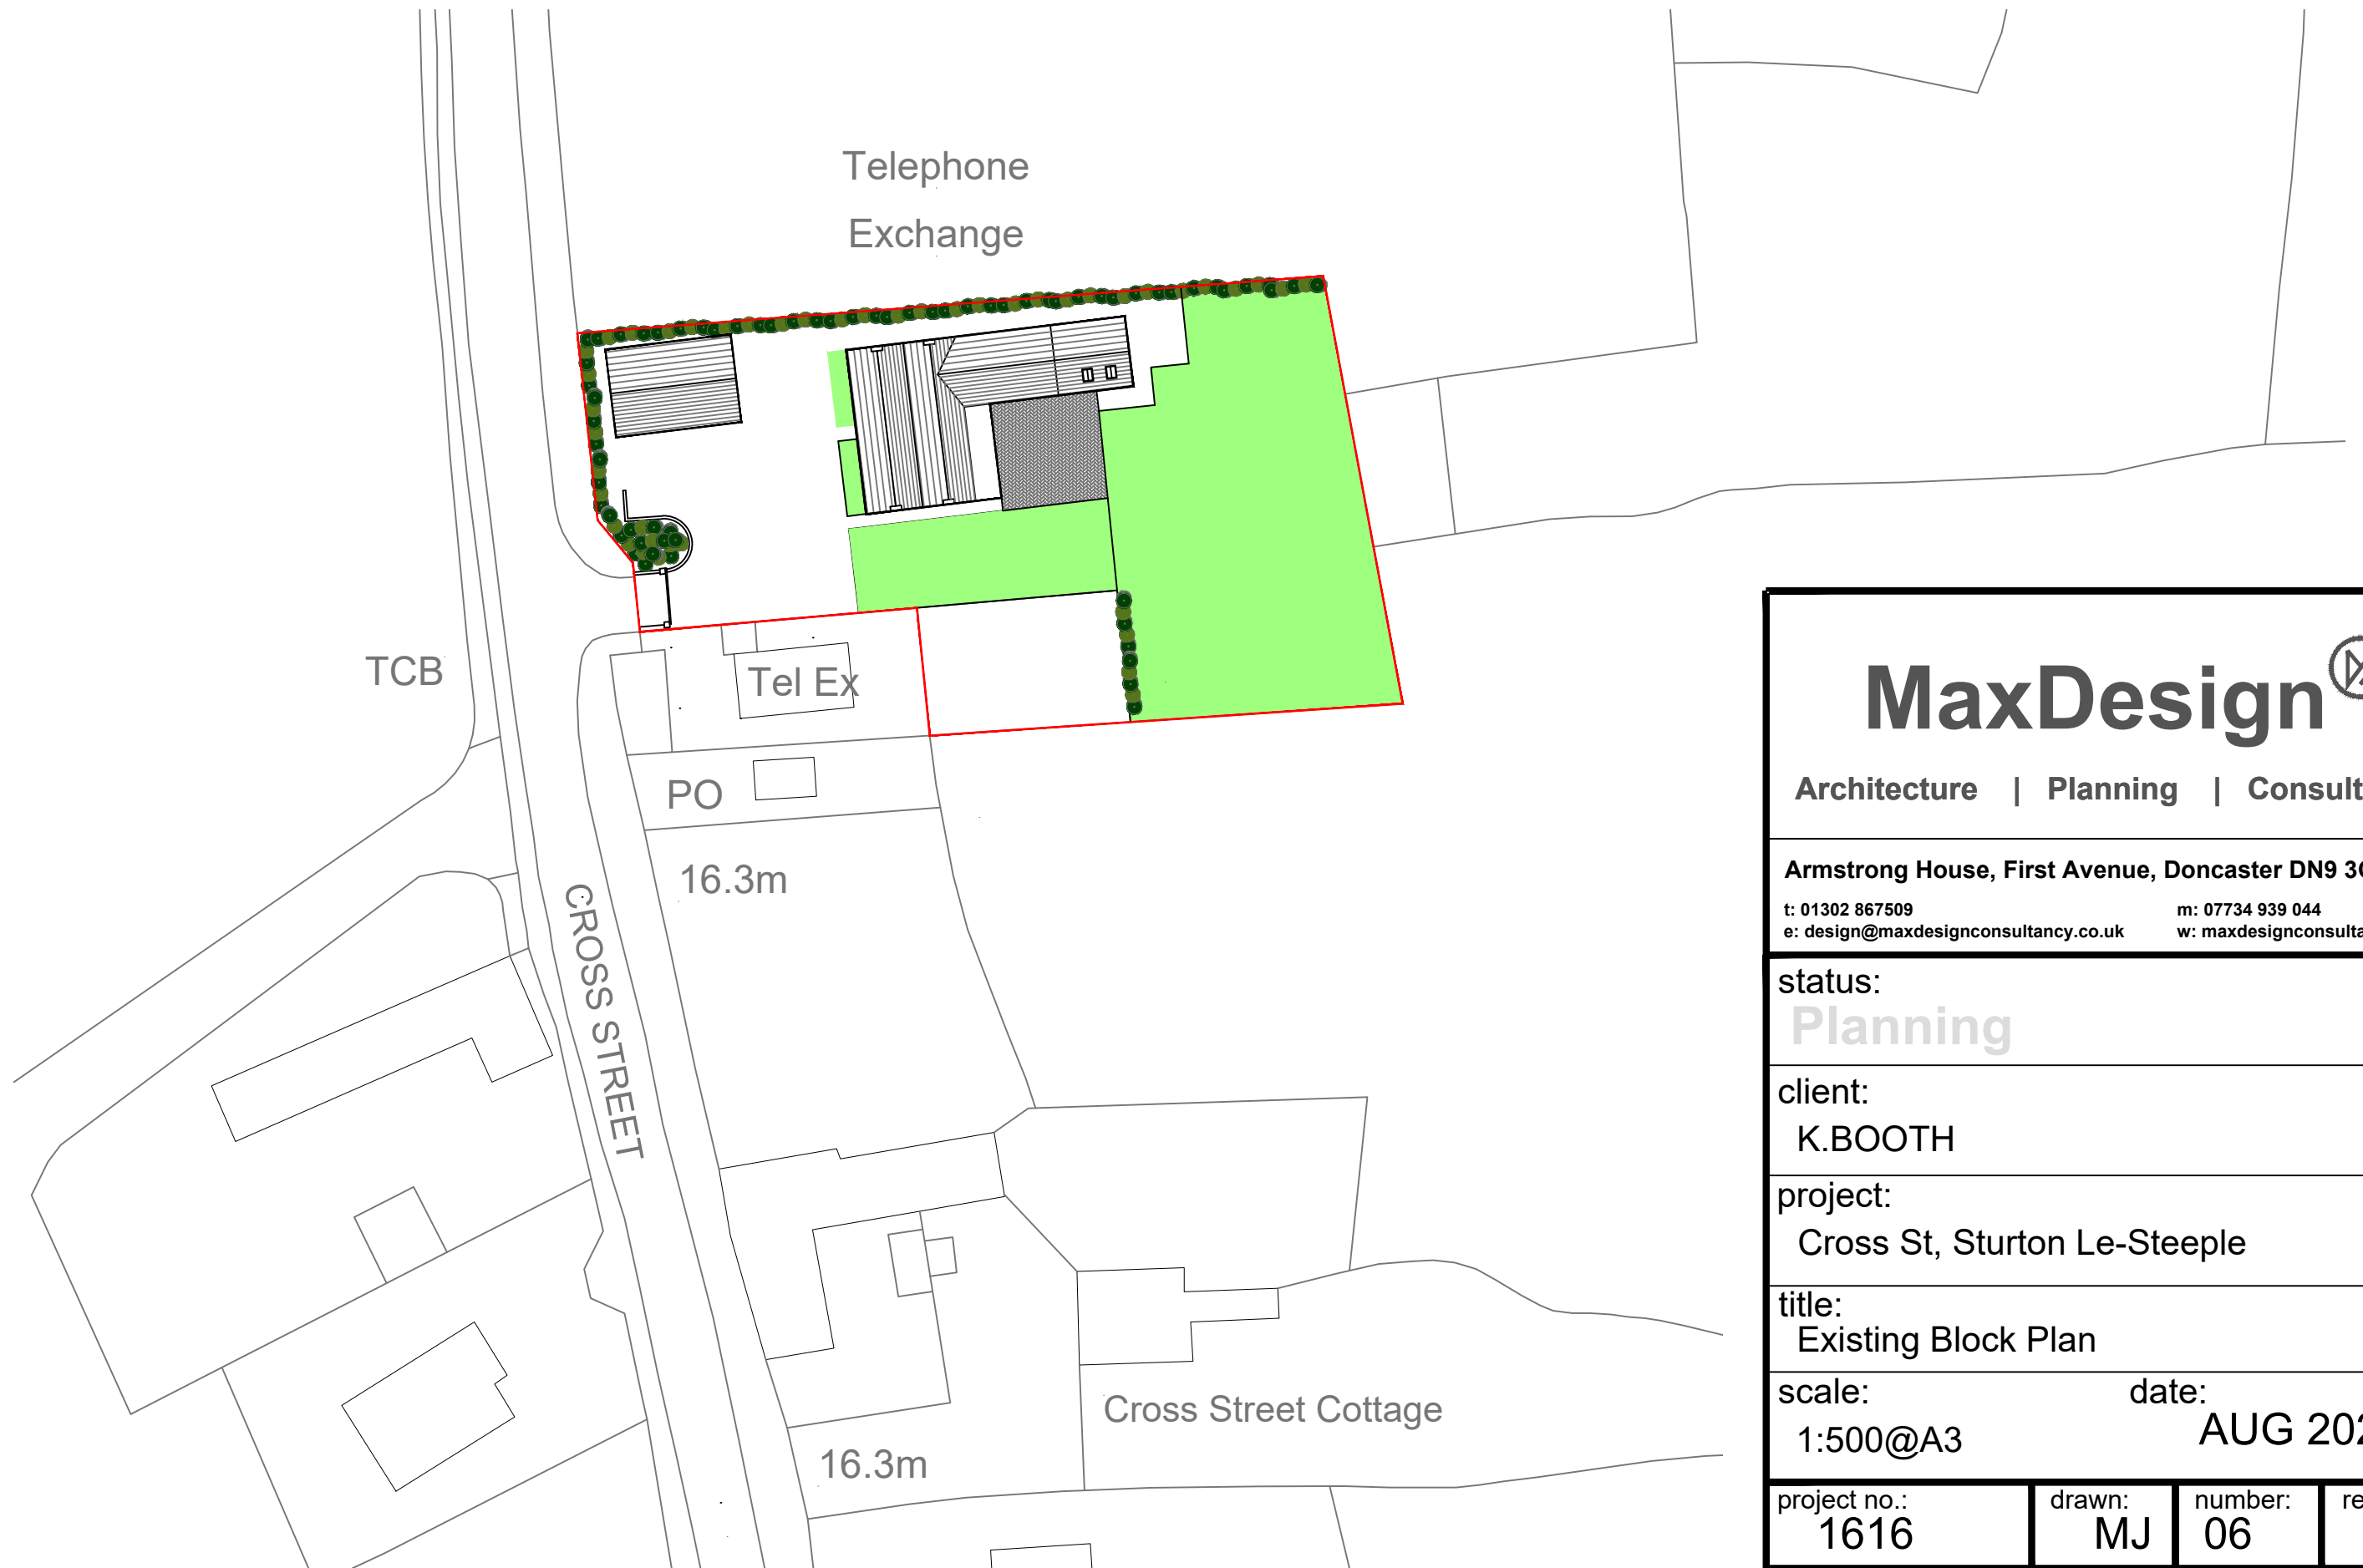 Telephone
Exchange
TCB
Tel Ex
PO
16.3m
CROSS STREET
Cross Street Cottage
16.3m
MaxDesign
Architecture | Planning | Consult
Armstrong House, First Avenue, Doncaster DN9 3
t: 01302 867509 m: 07734 939 044
e: design@maxdesignconsultancy.co.uk w: maxdesignconsulta
status:
Planning
client:
K.BOOTH
project:
Cross St, Sturton Le-Steeple
title:
Existing Block Plan
scale: date:
1:500@A3 AUG 202
project no.: drawn: number: re
1616 MJ 06